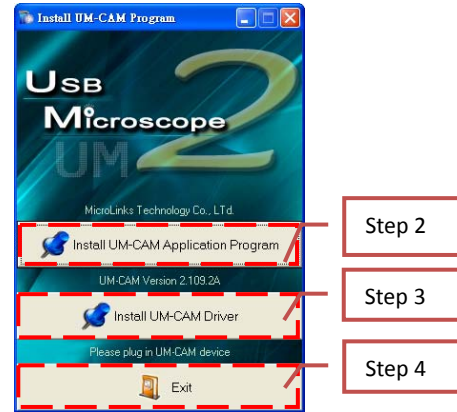 Install UM-CAM Program
USB
Microscope
2
UM
MicroLinks Technology Co., LTd.
Install UM-CAM Application Program
Step 2
UM-CAM Version 2.109.2A
Install UM-CAM Driver
Step 3
Please plug in UM-CAM device
Exit
Step 4